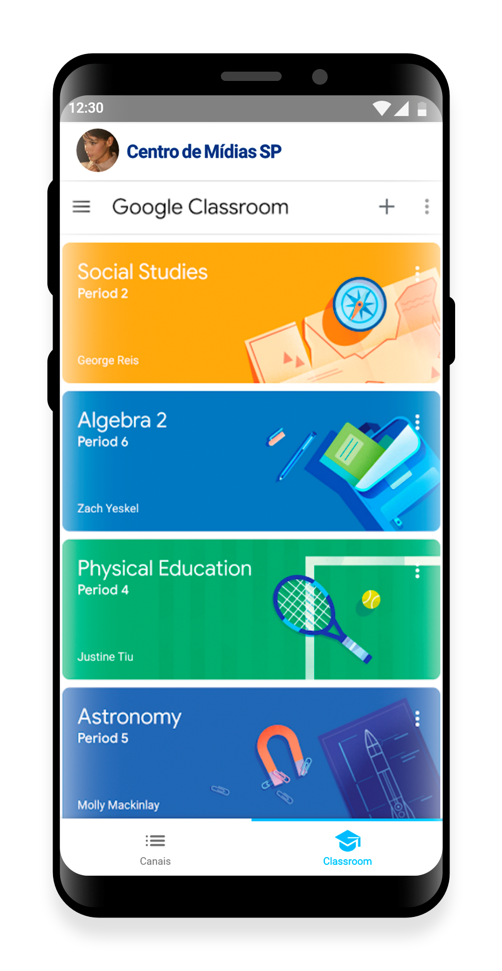 12:30
Centro de Mídias SP
Google Classroom
Social Studies
Period 2
George Reis
Algebra 2
Period 6
Zach Yeskel
Physical Education
Period 4
Justine Tiu
Astronomy
Period 5
Molly Mackinlay
Canais
Classroom